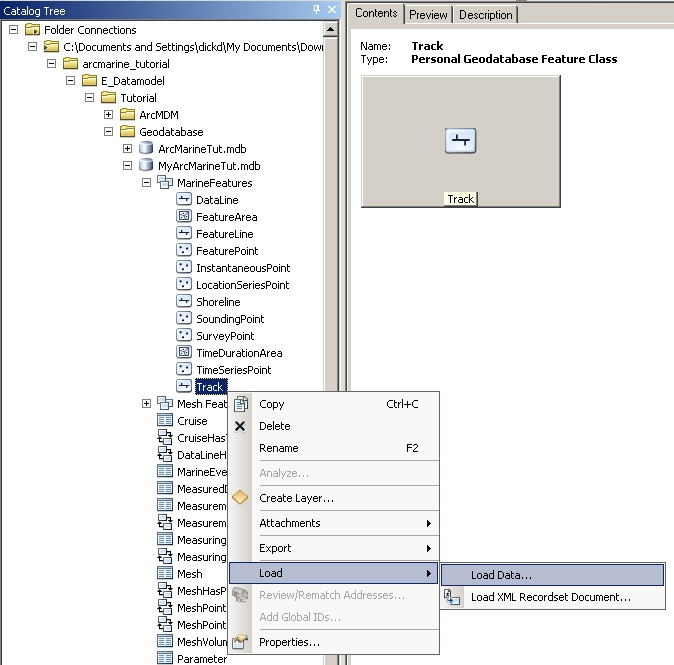 Catalog Tree
Folder Connections
C:\Documents and Settings\dickd\My Documents\Dow
arcmarine_tutorial
E_Datamodel
Tutorial
ArcMDM
Geodatabase
ArcMarineTut.mdb
MyArcMarineTut.mdb
MarineFeatures
DataLine
FeatureArea
FeatureLine
FeaturePoint
InstantaneousPoint
LocationSeriesPoint
Shoreline
SoundingPoint
SurveyPoint
TimeDurationArea
TimeSeriesPoint
Track
Mesh Feat
Cruise
CruiseHas
DataLineH
MarineEve
Measured
Measurem
Measurem
Measuring
Measuring
Mesh
MeshHasP
MeshPoint
MeshPoint
MeshVolun
Parameter
Contents Preview Description
Name: Track
Type: Personal Geodatabase Feature Class
Track
Copy Ctrl+C
Delete
Rename F2
Analyze...
Create Layer...
Attachments
Export
Load
Review/Rematch Addresses...
Add Global IDs...
Properties...
Load Data...
Load XML Recordset Document...